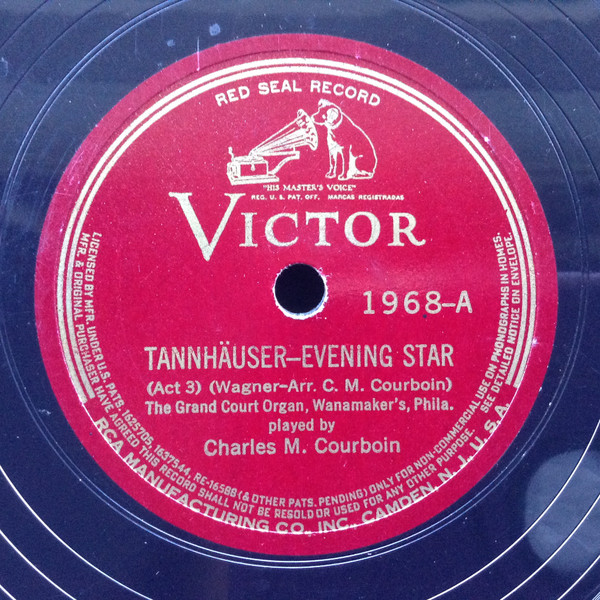 RED SEAL RECORD
"HIS MASTER'S VOICE"
REG. U. S. PAT. OFF. MARCAS REGISTRADAS
VICTOR
1968-A
TANNHÄUSER-EVENING STAR
(Act 3) (Wagner-Arr. C. M. Courboin)
The Grand Court Organ, Wanamaker's, Phila.
played by
Charles M. Courboin
LICENSED BY MFR. UNDER U.S. PATS. 1625705, 1637544, RE-16588 (& OTHER PATS. PENDING) ONLY FOR NON-COMMERCIAL USE ON PHONOGRAPHS IN HOMES.
MFR. & ORIGINAL PURCHASER HAVE AGREED THIS RECORD SHALL NOT BE RESOLD OR USED FOR ANY OTHER PURPOSE. SEE DETAILED NOTICE ON ENVELOPE.
RCA MANUFACTURING CO. INC. CAMDEN, N. J., U. S. A.